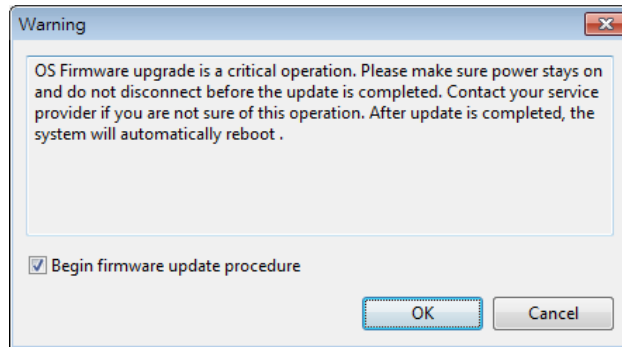 Warning
OS Firmware upgrade is a critical operation. Please make sure power stays on
and do not disconnect before the update is completed. Contact your service
provider if you are not sure of this operation. After update is completed, the
system will automatically reboot .
Begin firmware update procedure
OK
Cancel